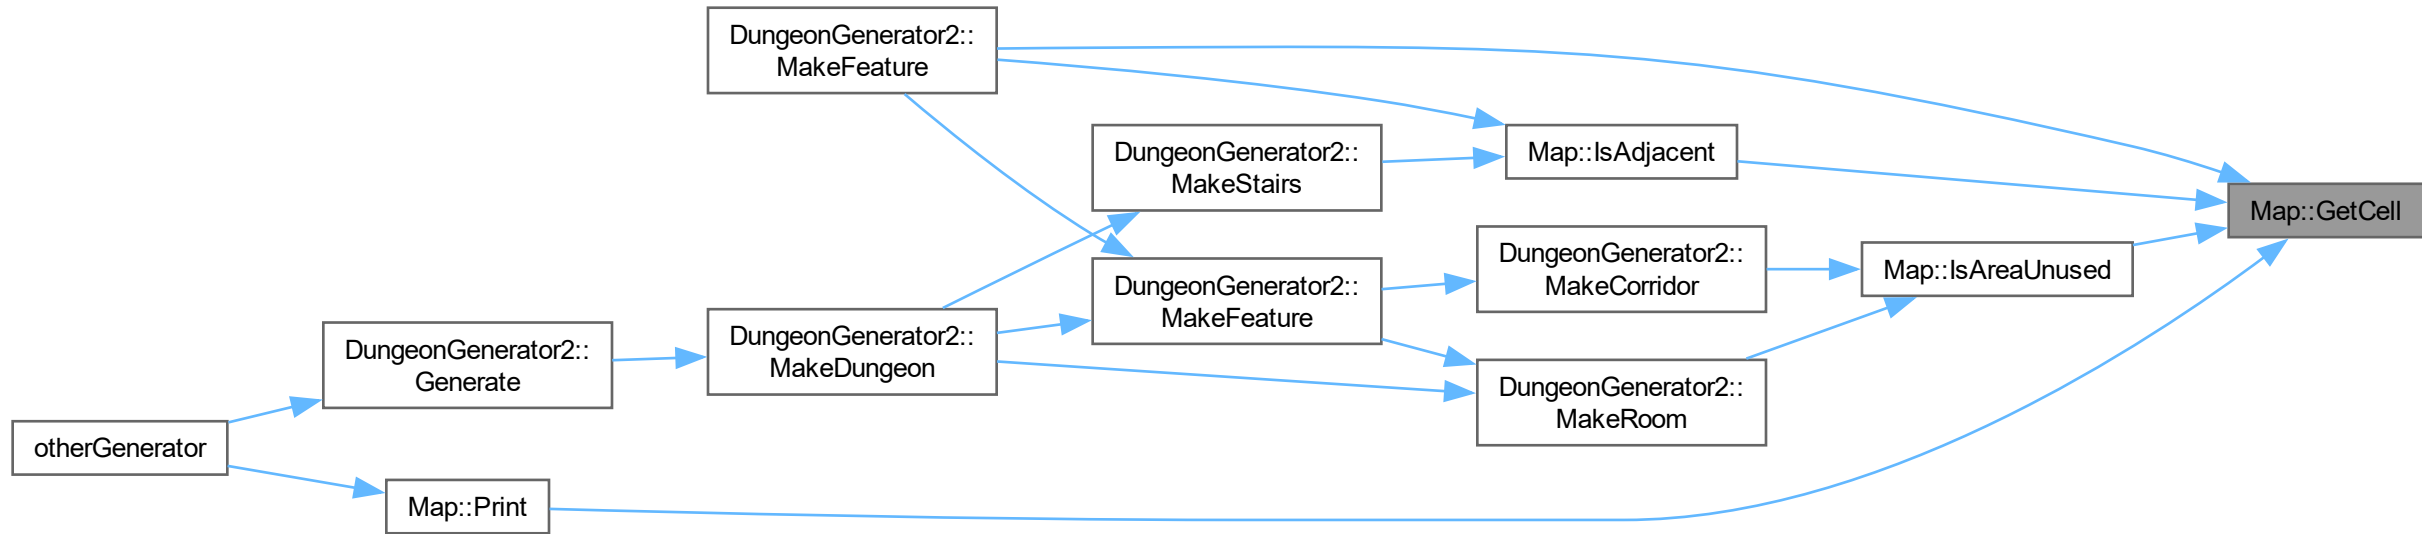 DungeonGenerator2::
MakeFeature
DungeonGenerator2::
MakeStairs
Map::IsAdjacent
Map::GetCell
DungeonGenerator2::
MakeCorridor
Map::IsAreaUnused
DungeonGenerator2::
MakeFeature
DungeonGenerator2::
MakeDungeon
DungeonGenerator2::
Generate
DungeonGenerator2::
MakeRoom
otherGenerator
Map::Print